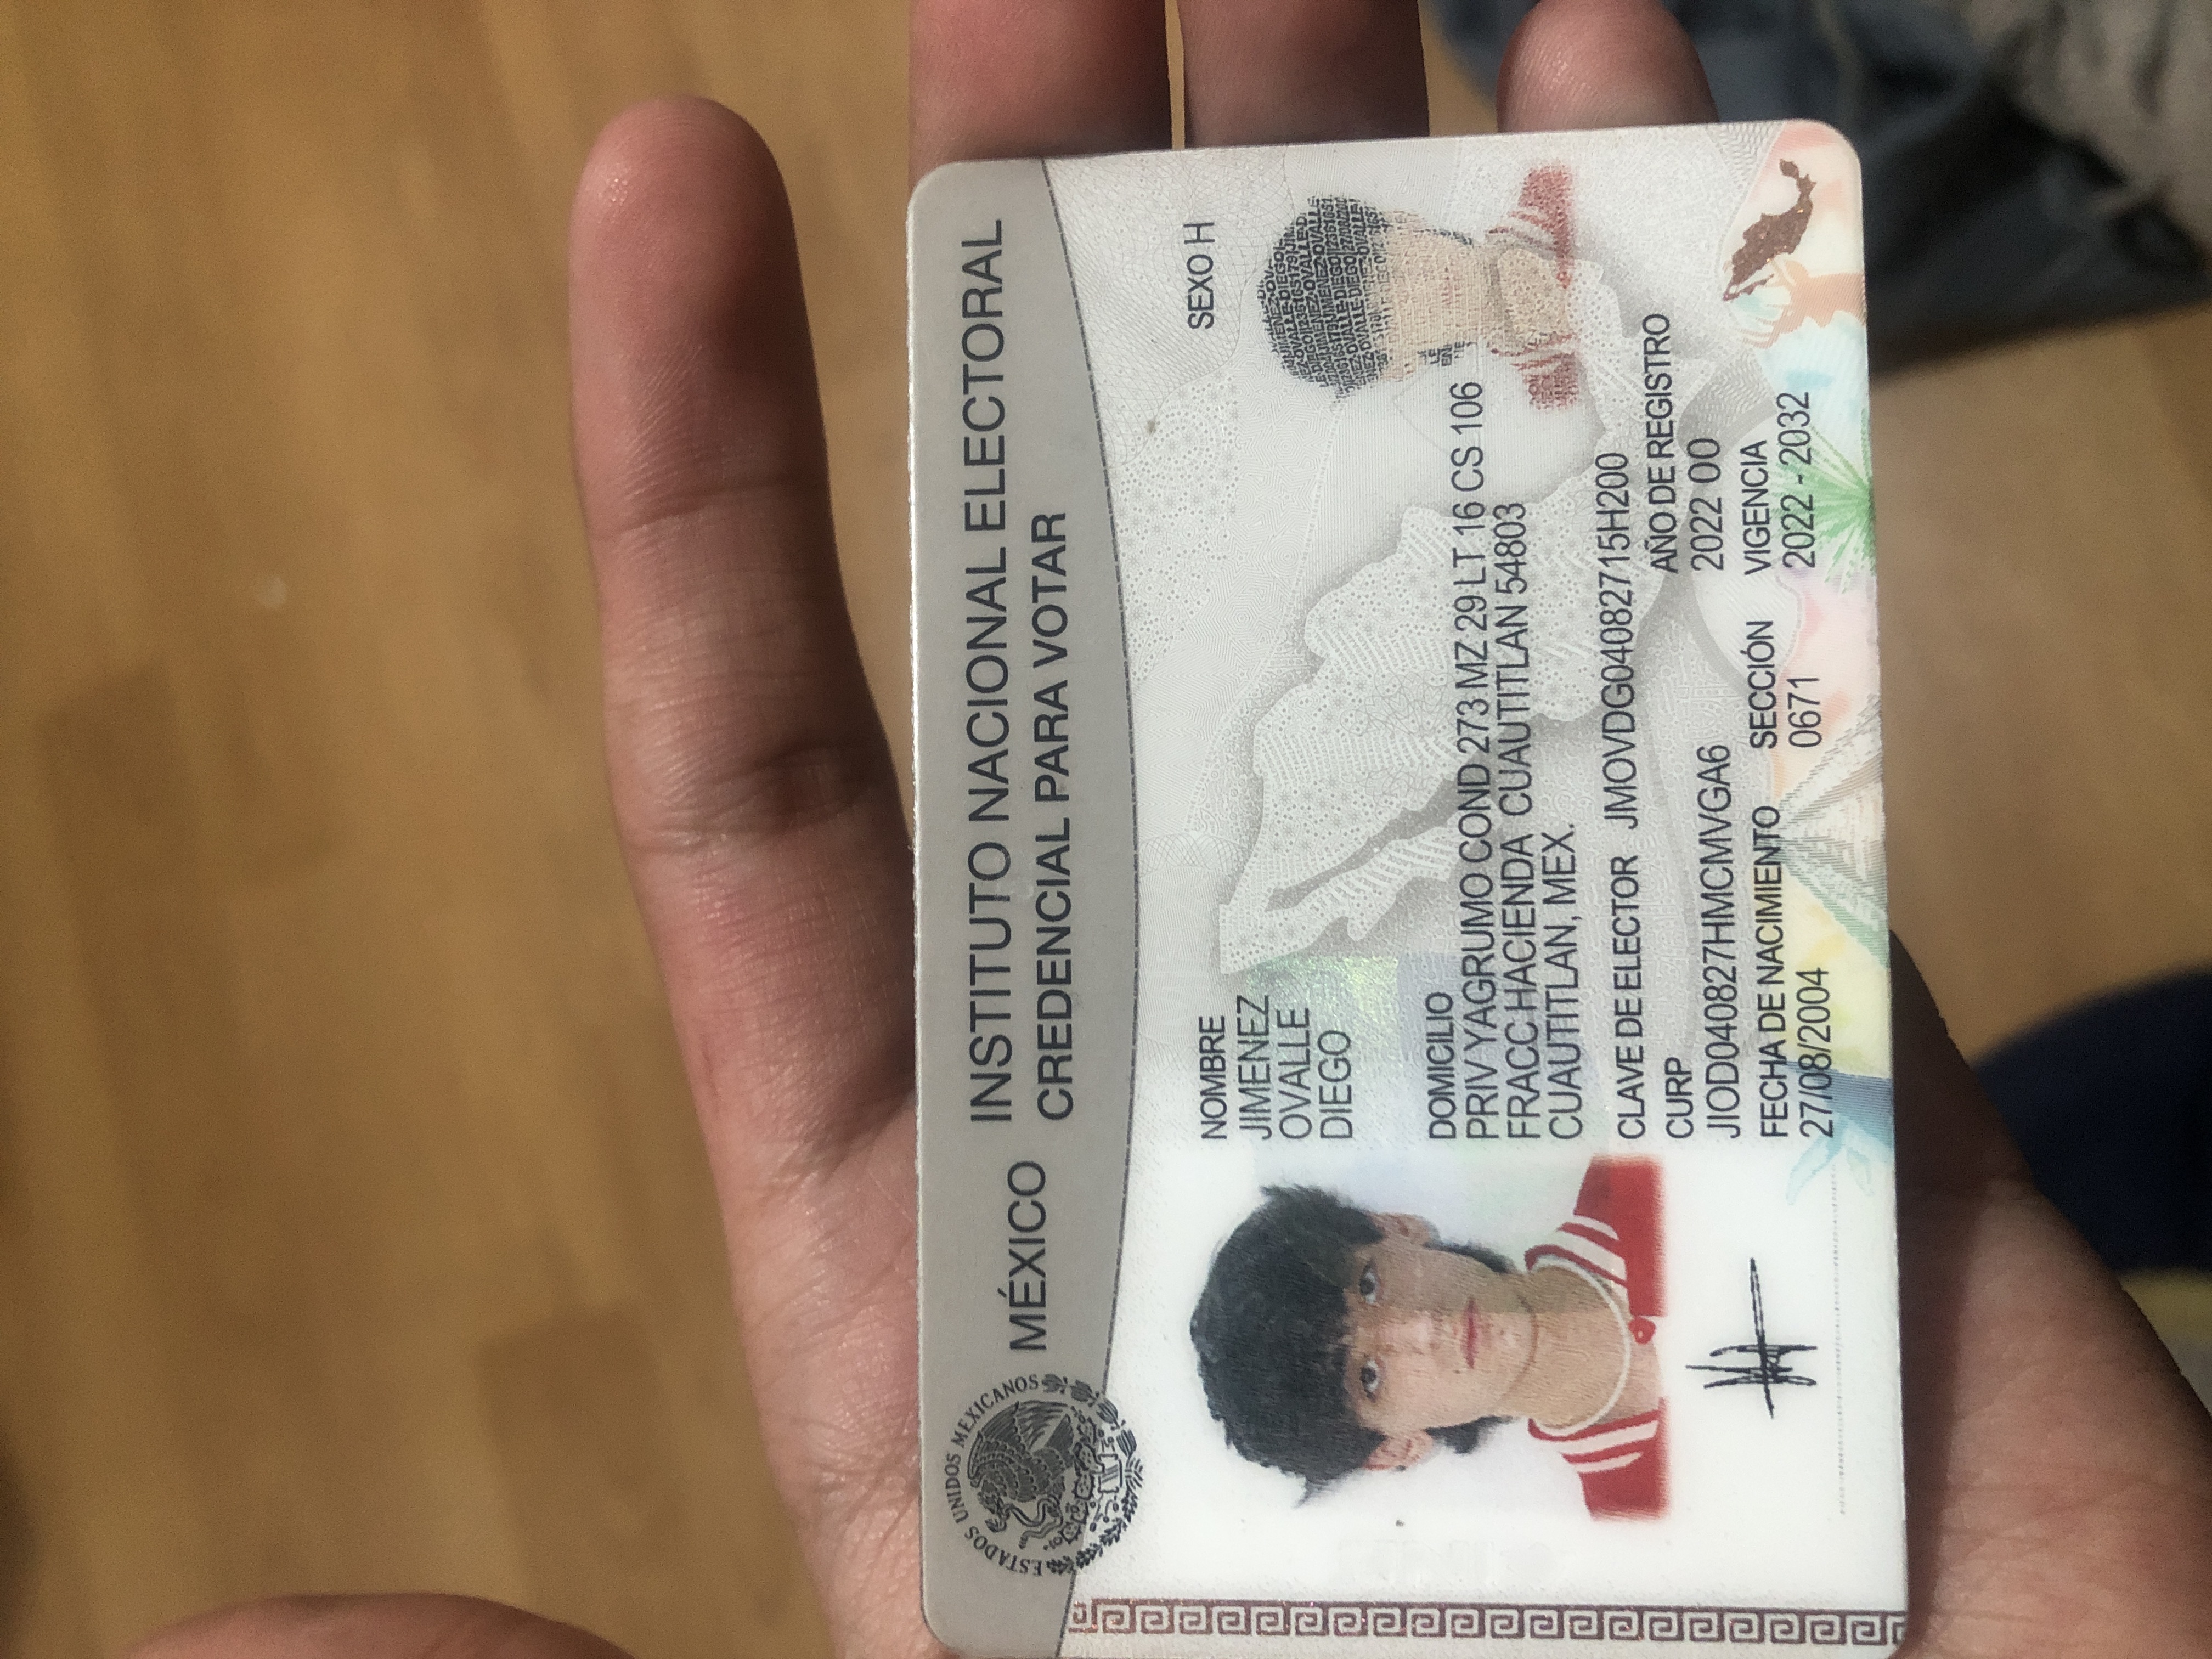 ESTADOS UNIDOS MEXICANOS
MÉXICO
INSTITUTO NACIONAL ELECTORAL
CREDENCIAL PARA VOTAR
NOMBRE
JIMENEZ
OVALLE
DIEGO
SEXO H
DOMICILIO
PRIV YAGRUMO COND 273 MZ 29 LT 16 CS 106
FRACC HACIENDA CUAUTITLAN 54803
CUAUTITLAN, MEX.
CLAVE DE ELECTOR JMOVDG04082715H200
CURP
JIOD040827HMCMVGA6
AÑO DE REGISTRO
2022 00
FECHA DE NACIMIENTO
27/08/2004
SECCIÓN
0671
VIGENCIA
2022 - 2032